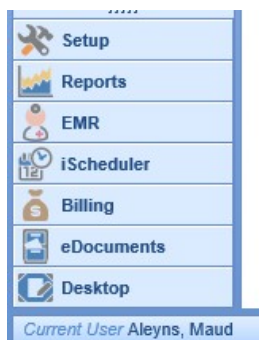 Setup
Reports
EMR
iScheduler
Billing
eDocuments
Desktop
Current User Aleyns, Maud